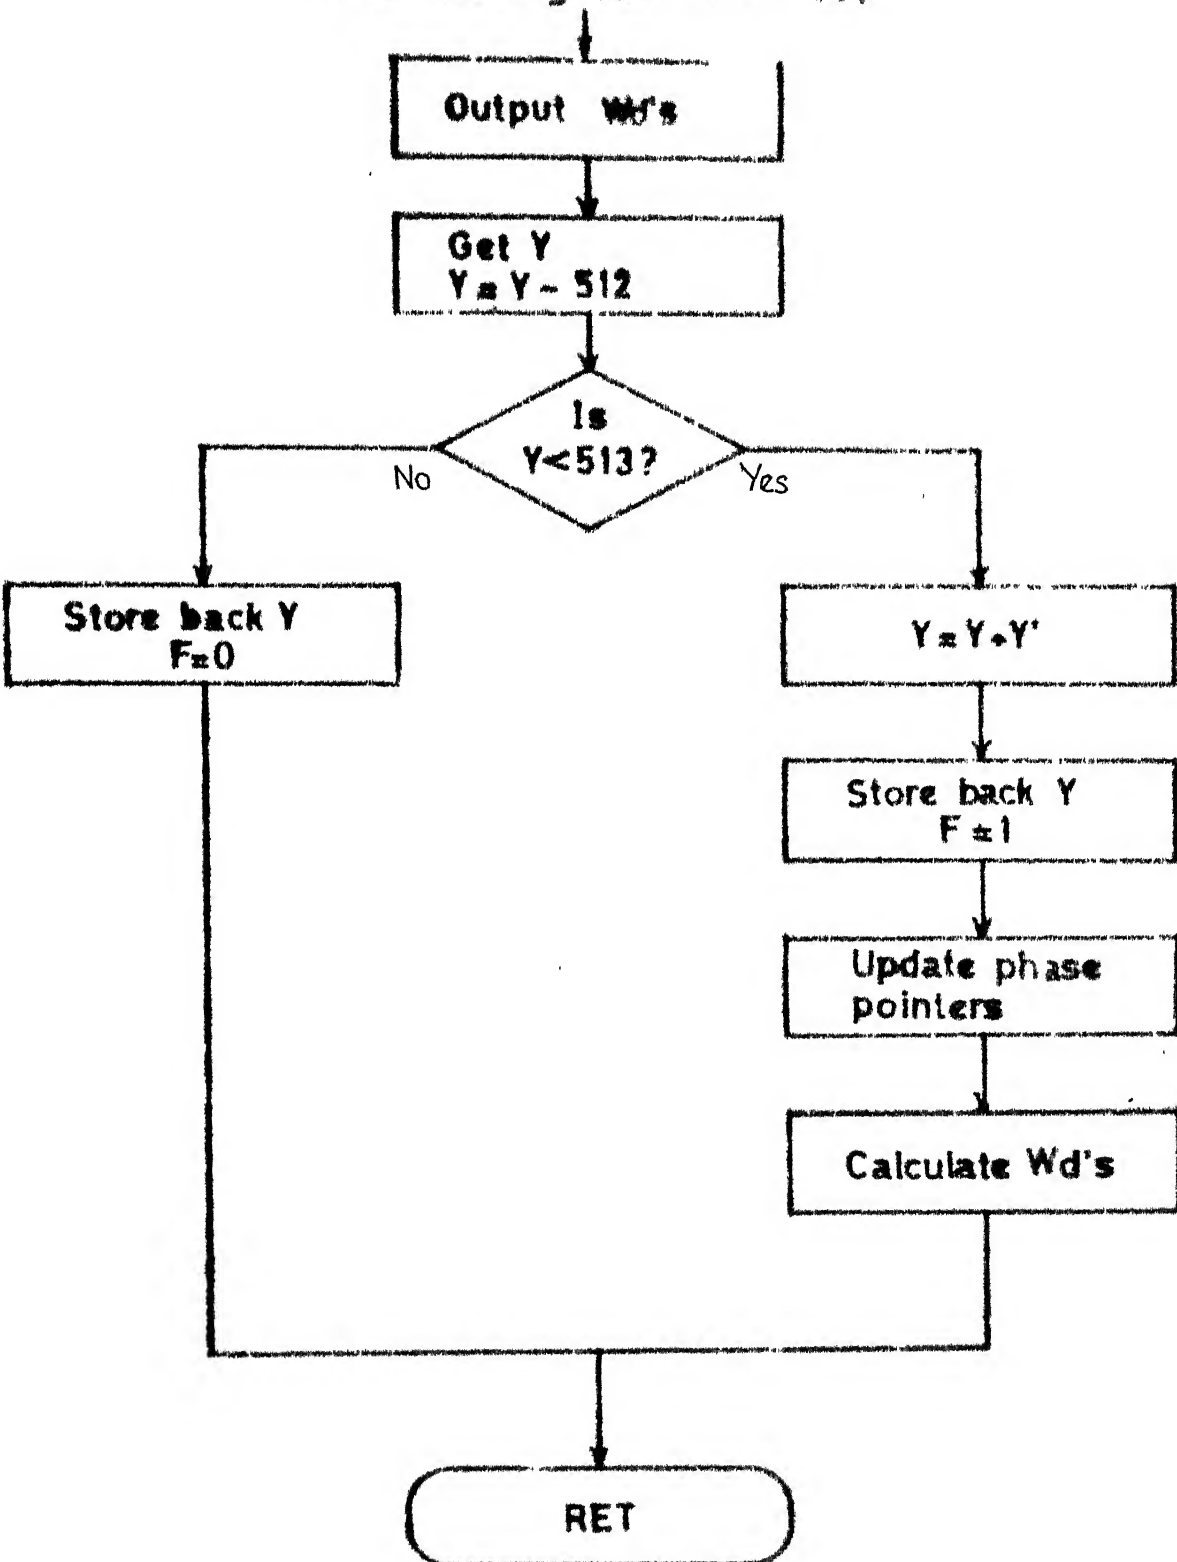 Output Wd's
Get Y
Y = Y - 512
Is
Y<513?
No
Yes
Store back Y
F=0
Y = Y+Y'
Store back Y
F=1
Update phase
pointers
Calculate Wd's
RET